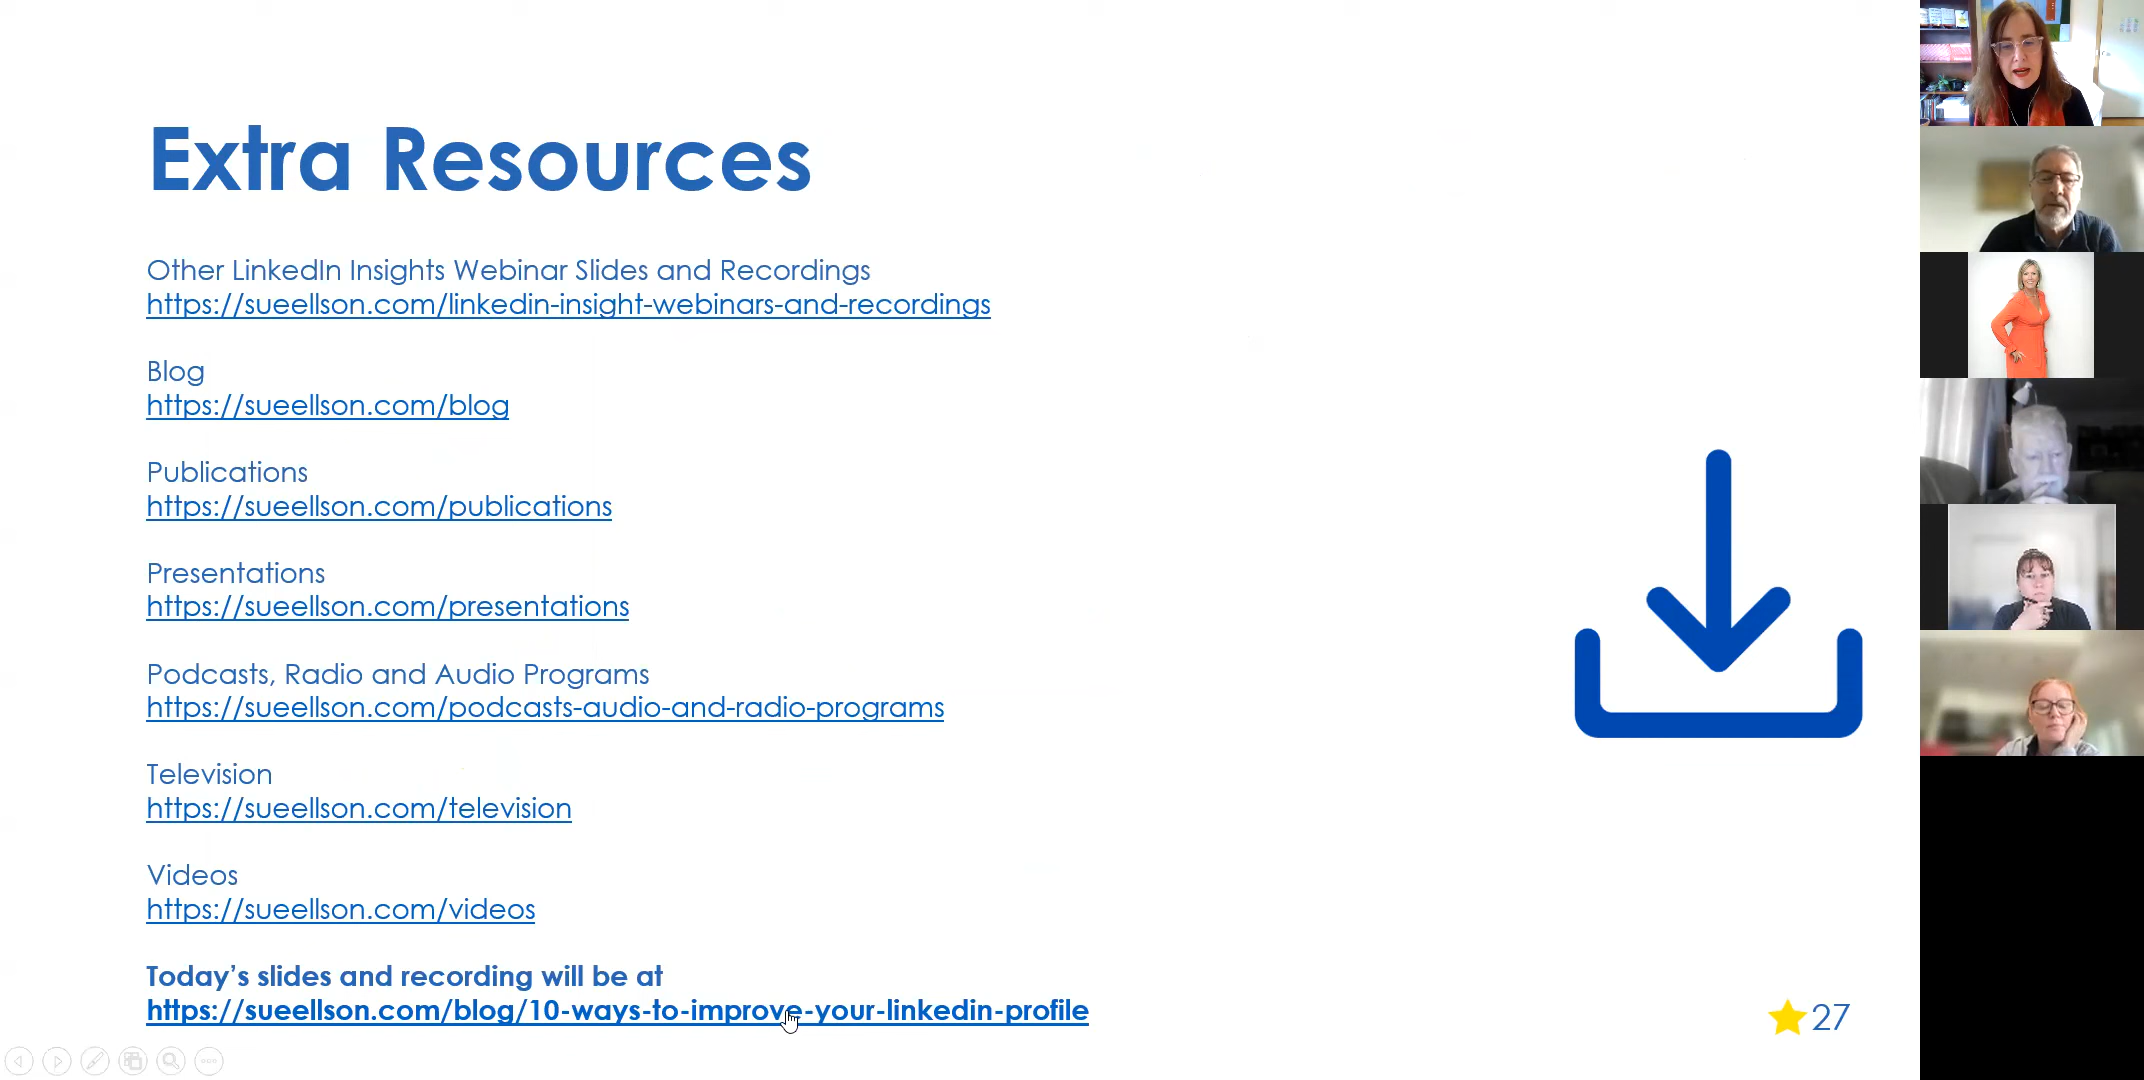 Extra Resources
Other LinkedIn Insights Webinar Slides and Recordings
https://sueellson.com/linkedin-insight-webinars-and-recordings
Blog
https://sueellson.com/blog
Publications
https://sueellson.com/publications
Presentations
https://sueellson.com/presentations
Podcasts, Radio and Audio Programs
https://sueellson.com/podcasts-audio-and-radio-programs
Television
https://sueellson.com/television
Videos
https://sueellson.com/videos
Today’s slides and recording will be at
https://sueellson.com/blog/10-ways-to-improve-your-linkedin-profile
27